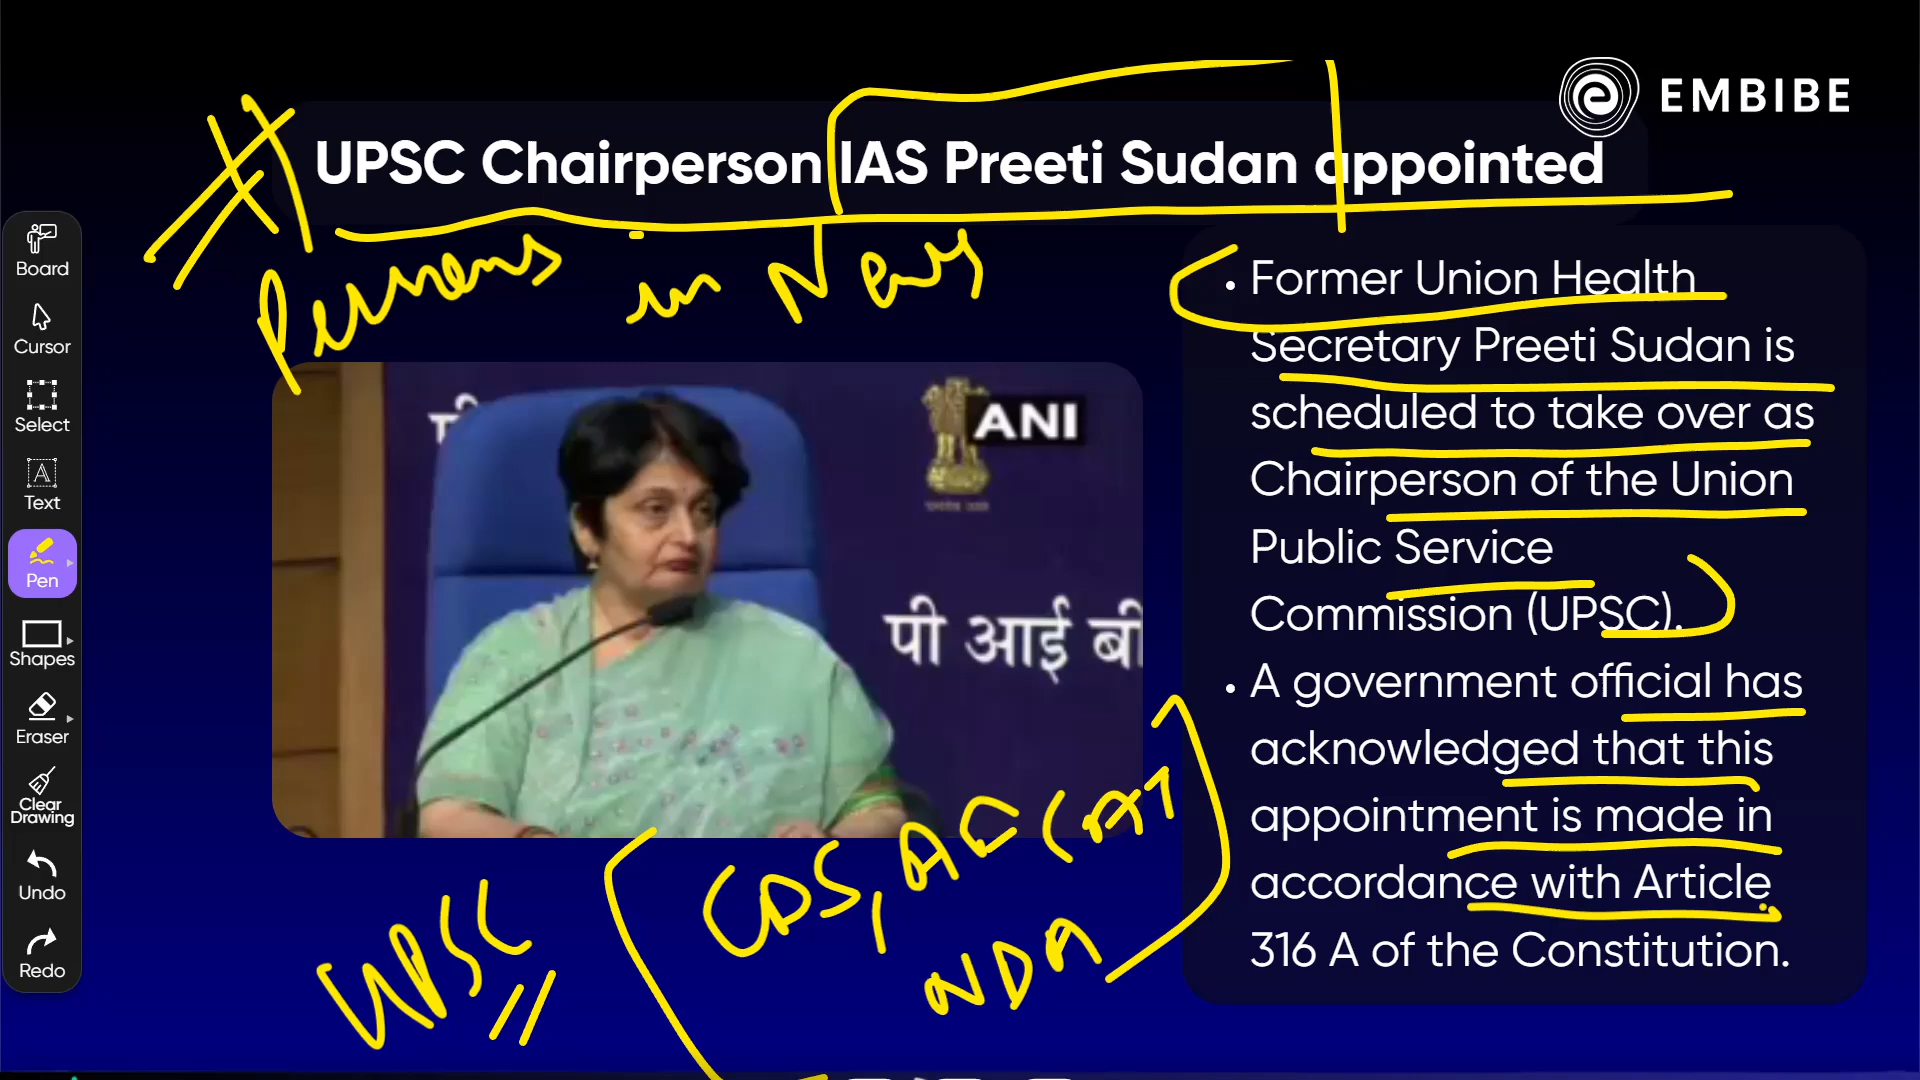 EMBIBE
UPSC Chairperson IAS Preeti Sudan appointed
Persons in News
Former Union Health
Secretary Preeti Sudan is
scheduled to take over as
Chairperson of the Union
Public Service
Commission (UPSC).
A government official has
acknowledged that this
appointment is made in
accordance with Article
316 A of the Constitution.
ANI
पी आई बी
UPSC
CDS, AFCAT
NDA
Board
Cursor
Select
A
Text
Pen
Shapes
Eraser
Clear
Drawing
Undo
Redo